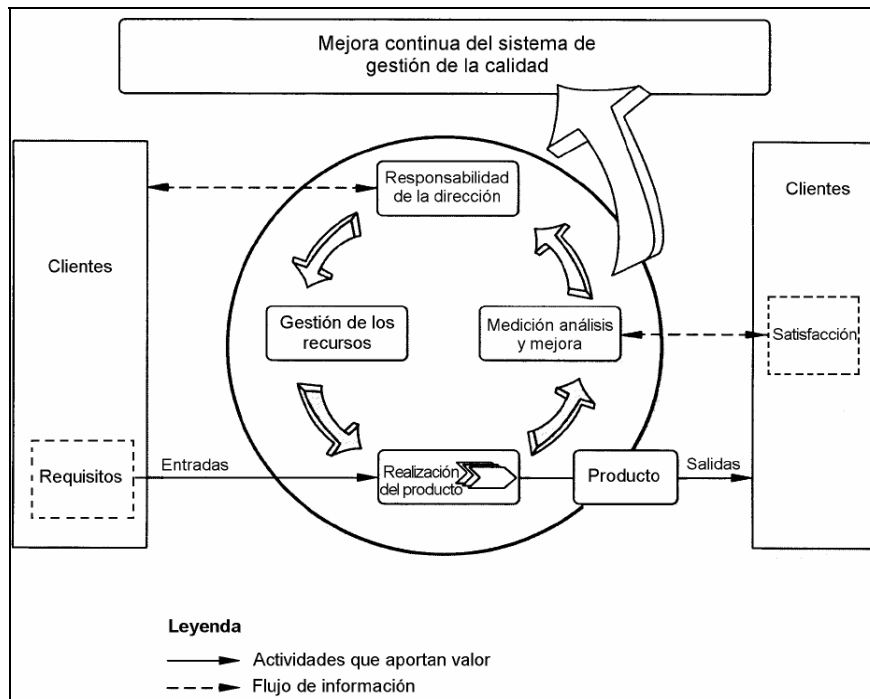 Mejora continua del sistema de
gestión de la calidad
Responsabilidad
de la dirección
Clientes
Clientes
Gestión de los
recursos
Medición análisis
y mejora
Satisfacción
Requisitos
Entradas
Realización
del producto
Producto
Salidas
Leyenda
Actividades que aportan valor
Flujo de información